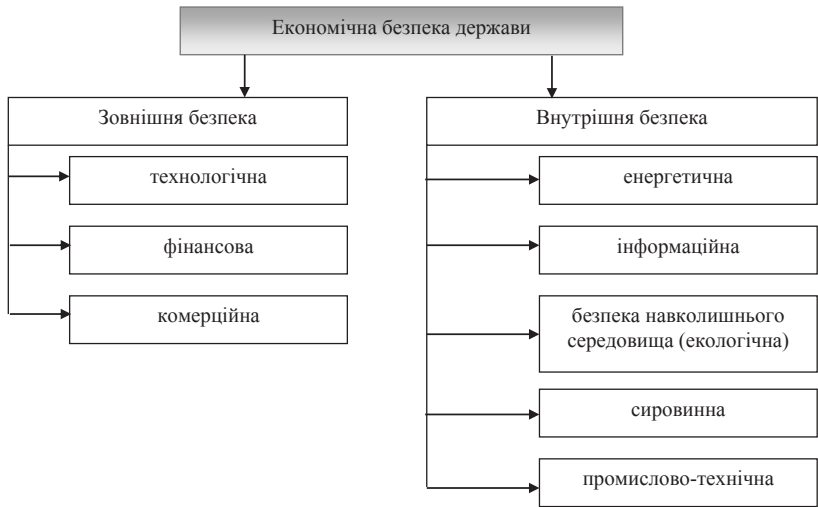 Економічна безпека держави
Зовнішня безпека
технологічна
фінансова
комерційна
Внутрішня безпека
енергетична
інформаційна
безпека навколишнього
середовища (екологічна)
сировинна
промислово-технічна